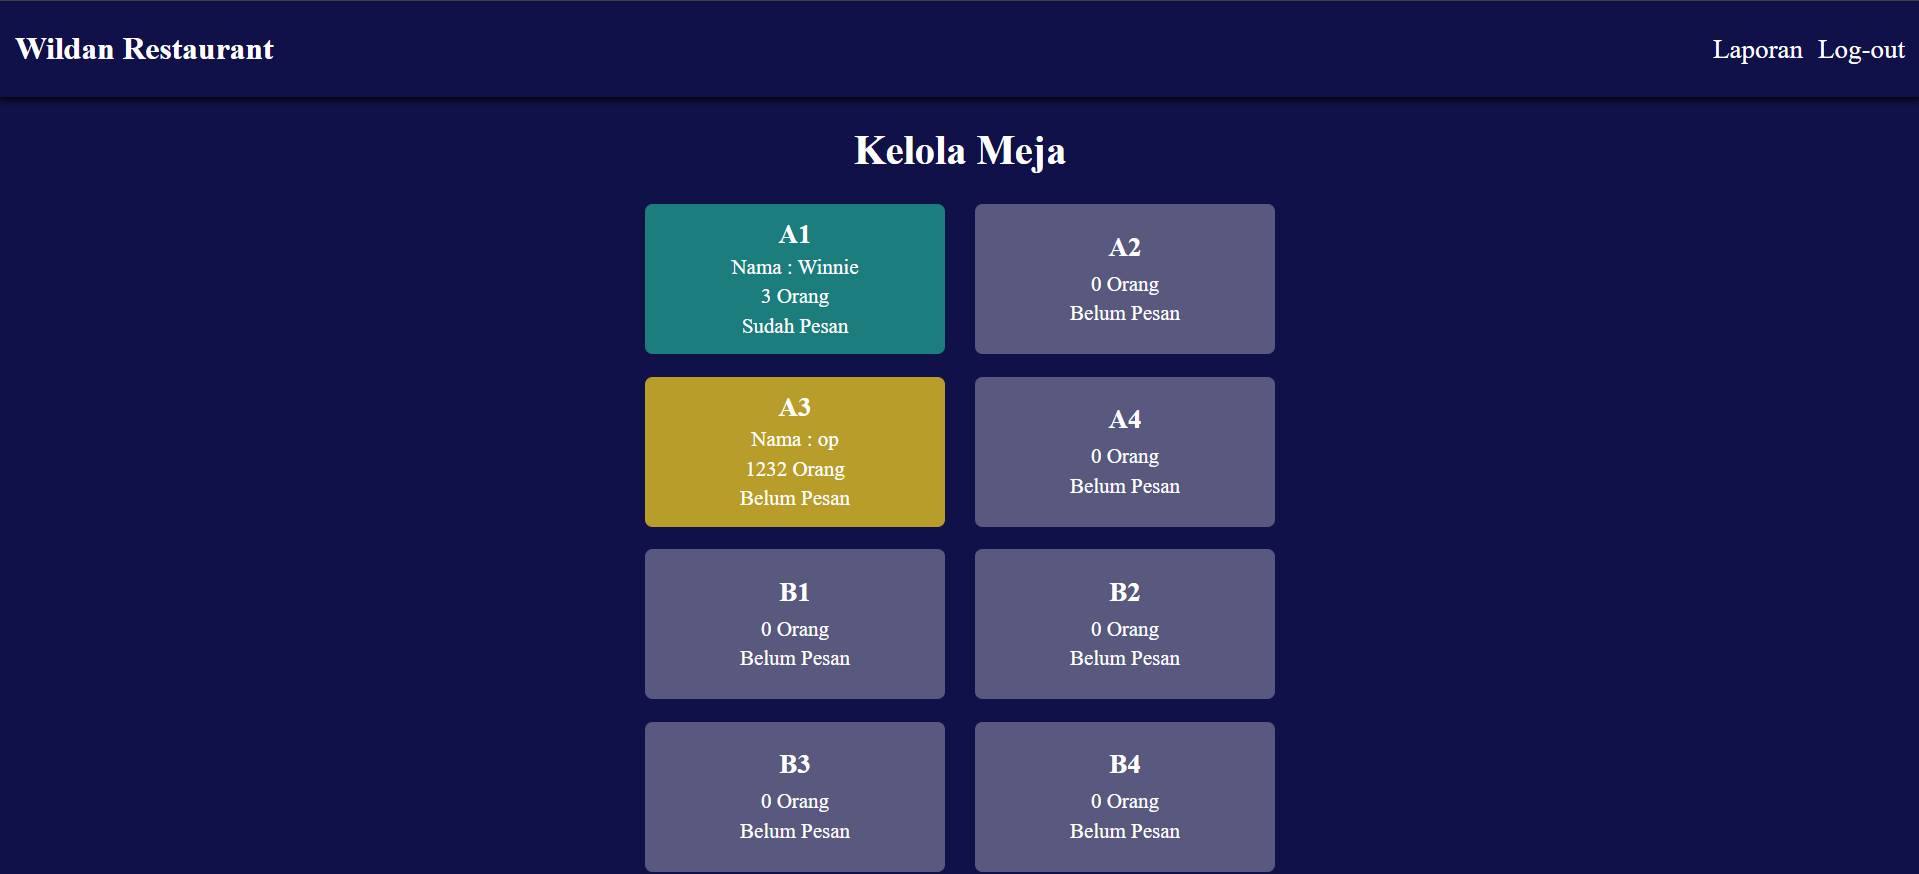 Wildan Restaurant
Laporan Log-out
Kelola Meja
A1
Nama : Winnie
3 Orang
Sudah Pesan
A2
0 Orang
Belum Pesan
A3
Nama : op
1232 Orang
Belum Pesan
A4
0 Orang
Belum Pesan
B1
0 Orang
Belum Pesan
B2
0 Orang
Belum Pesan
B3
0 Orang
Belum Pesan
B4
0 Orang
Belum Pesan